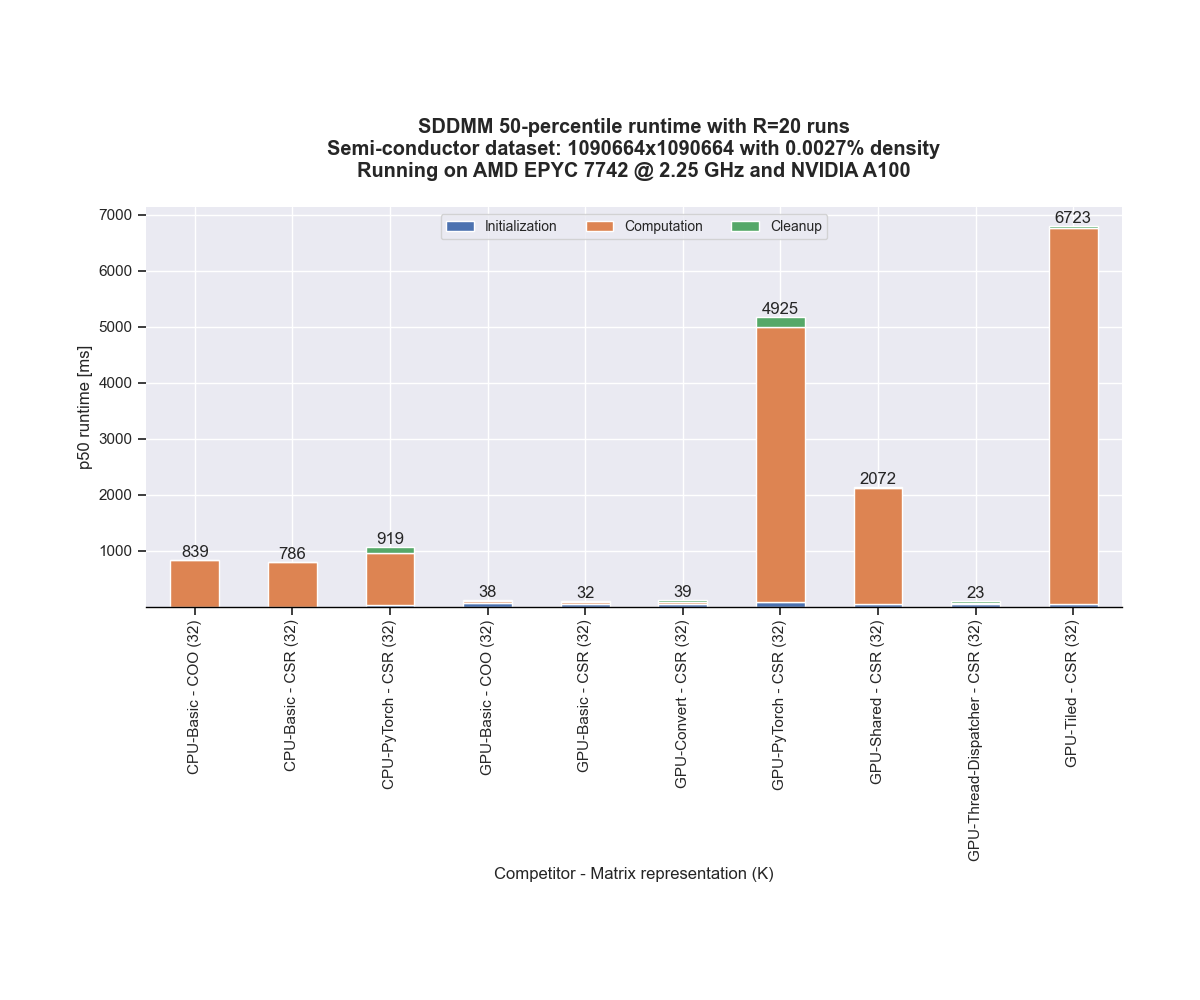 SDDMM 50-percentile runtime with R=20 runs
Semi-conductor dataset: 1090664x1090664 with 0.0027% density
Running on AMD EPYC 7742 @ 2.25 GHz and NVIDIA A100
Initialization
Computation
Cleanup
p50 runtime [ms]
7000
6000
5000
4000
3000
2000
1000
839
786
919
38
32
39
4925
2072
23
6723
CPU-Basic - COO (32)
CPU-Basic - CSR (32)
CPU-PyTorch - CSR (32)
GPU-Basic - COO (32)
GPU-Basic - CSR (32)
GPU-Convert - CSR (32)
GPU-PyTorch - CSR (32)
GPU-Shared - CSR (32)
GPU-Thread-Dispatcher - CSR (32)
GPU-Tiled - CSR (32)
Competitor - Matrix representation (K)